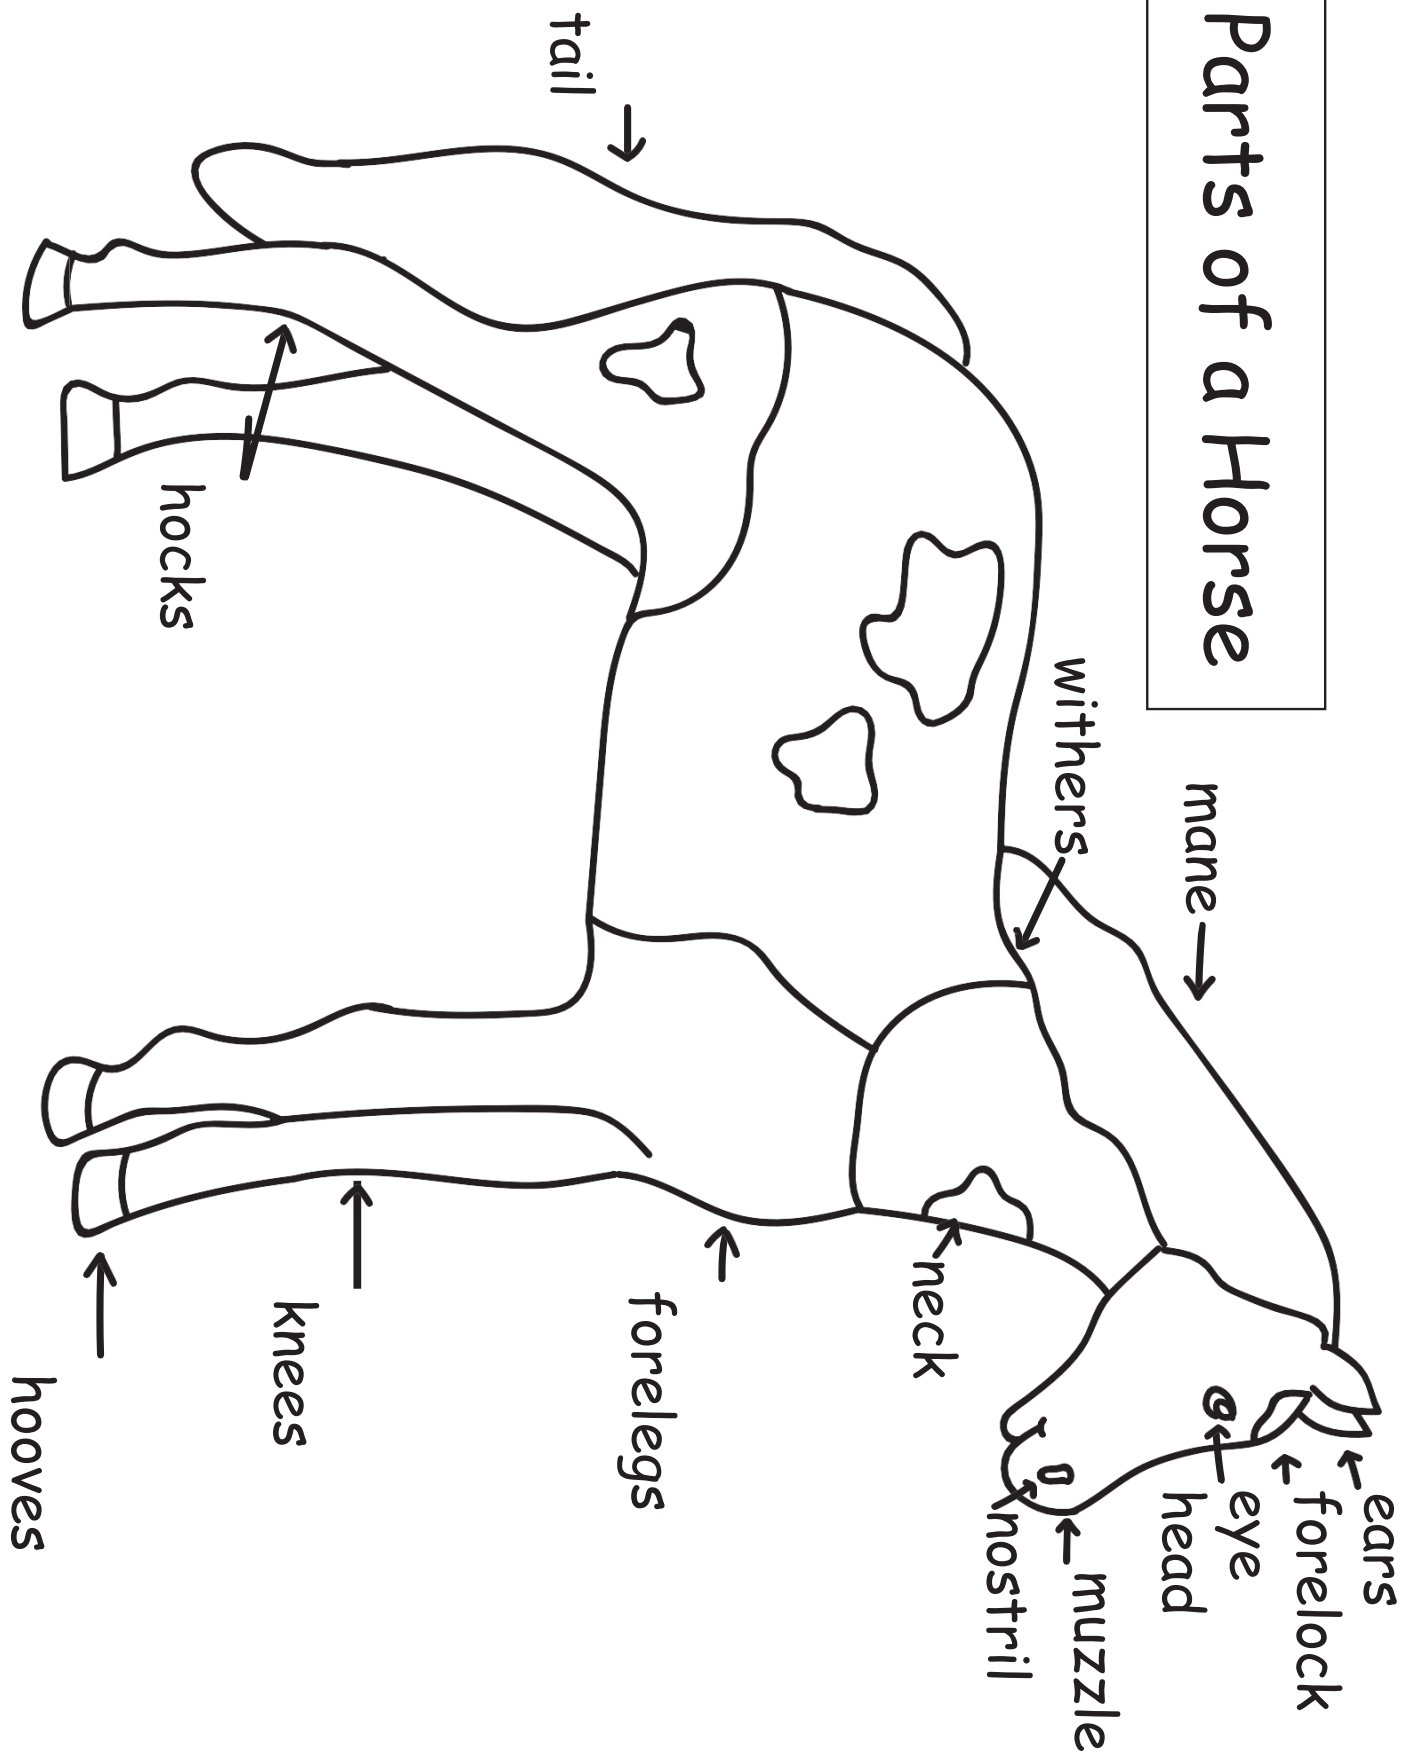 Parts of a Horse
ears
forelock
mane
eye
head
withers
muzzle
nostril
neck
tail
forelegs
knees
hocks
hooves